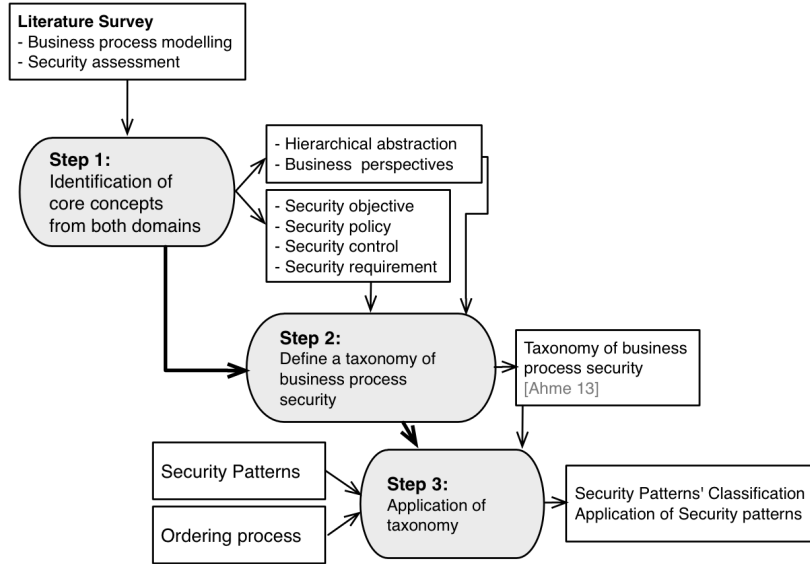 Literature Survey
- Business process modelling
- Security assessment
Step 1:
Identification of
core concepts
from both domains
- Hierarchical abstraction
- Business perspectives
- Security objective
- Security policy
- Security control
- Security requirement
Step 2:
Define a taxonomy of
business process
security
Taxonomy of business
process security
[Ahme 13]
Security Patterns
Ordering process
Step 3:
Application of
taxonomy
Security Patterns' Classification
Application of Security patterns